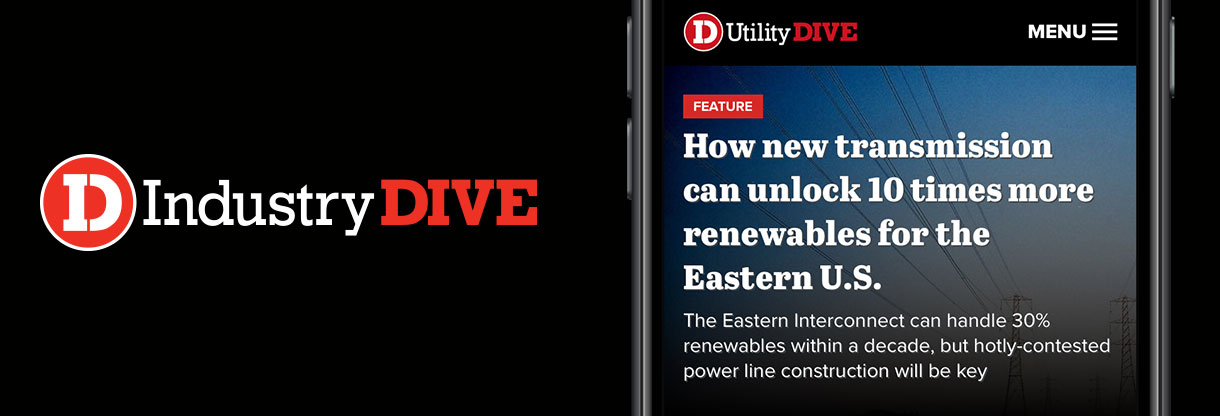 D Industry DIVE
D Utility DIVE
MENU
FEATURE
How new transmission
can unlock 10 times more
renewables for the
Eastern U.S.
The Eastern Interconnect can handle 30%
renewables within a decade, but hotly-contested
power line construction will be key